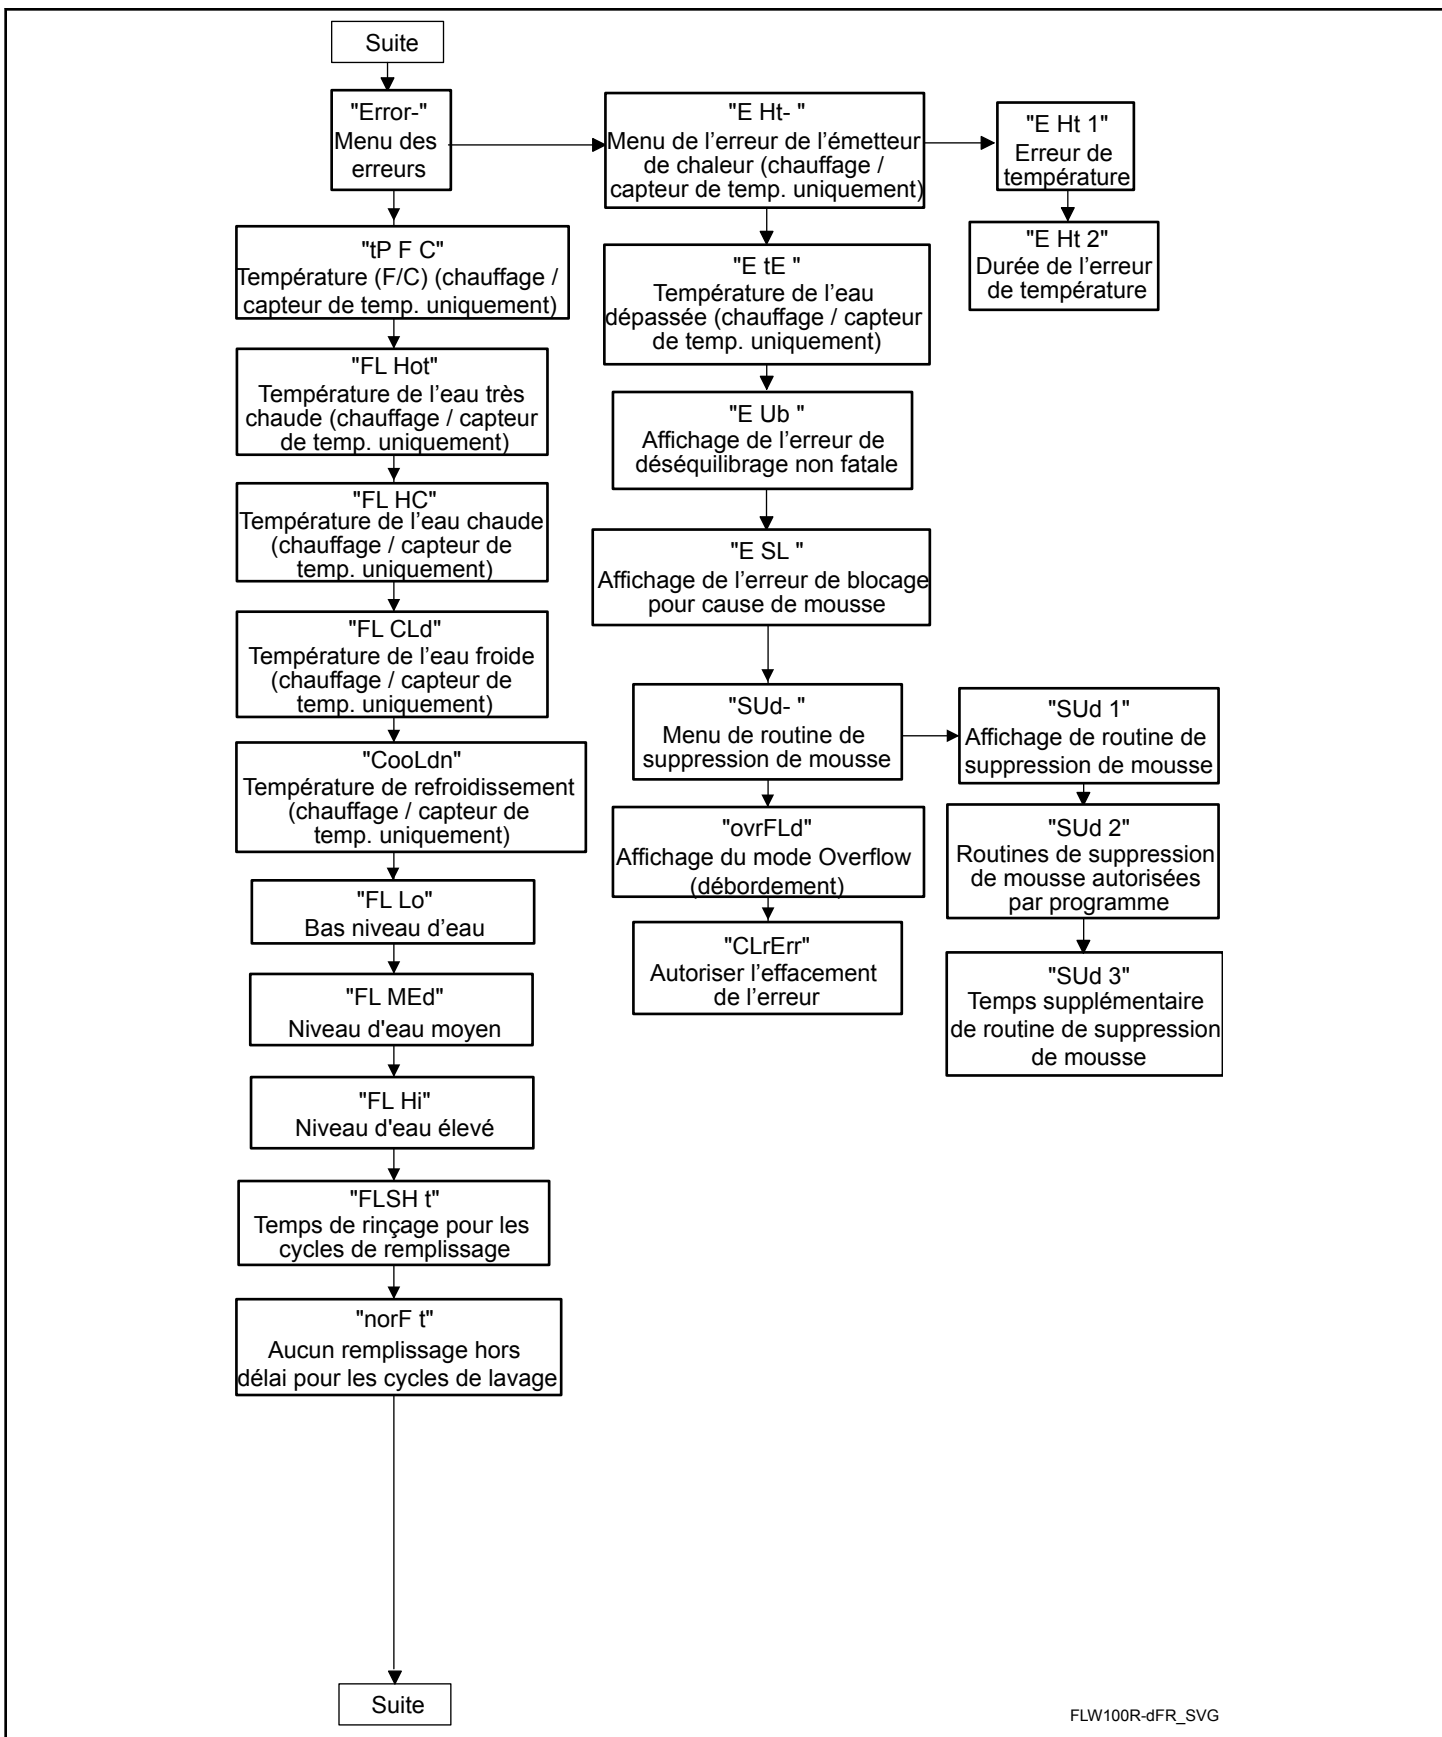 Suite
"Error-"
Menu des
erreurs
"tP F C"
Température (F/C) (chauffage /
capteur de temp. uniquement)
"FL Hot"
Température de l’eau très
chaude (chauffage / capteur
de temp. uniquement)
"FL HC"
Température de l’eau chaude
(chauffage / capteur de
temp. uniquement)
"FL CLd"
Température de l’eau froide
(chauffage / capteur de
temp. uniquement)
"CooLdn"
Température de refroidissement
(chauffage / capteur de
temp. uniquement)
"FL Lo"
Bas niveau d’eau
"FL MEd"
Niveau d'eau moyen
"FL Hi"
Niveau d'eau élevé
"FLSH t"
Temps de rinçage pour les
cycles de remplissage
"norF t"
Aucun remplissage hors
délai pour les cycles de lavage
Suite
"E Ht- "
Menu de l’erreur de l’émetteur
de chaleur (chauffage /
capteur de temp. uniquement)
"E tE "
Température de l’eau
dépassée (chauffage / capteur
de temp. uniquement)
"E Ub "
Affichage de l’erreur de
déséquilibrage non fatale
"E SL "
Affichage de l’erreur de blocage
pour cause de mousse
"SUd- "
Menu de routine de
suppression de mousse
"ovrFLd"
Affichage du mode Overflow
(débordement)
"CLrErr"
Autoriser l’effacement
de l’erreur
"E Ht 1"
Erreur de
température
"E Ht 2"
Durée de l’erreur
de température
"SUd 1"
Affichage de routine de
suppression de mousse
"SUd 2"
Routines de suppression
de mousse autorisées
par programme
"SUd 3"
Temps supplémentaire
de routine de suppression
de mousse
FLW100R-dFR_SVG